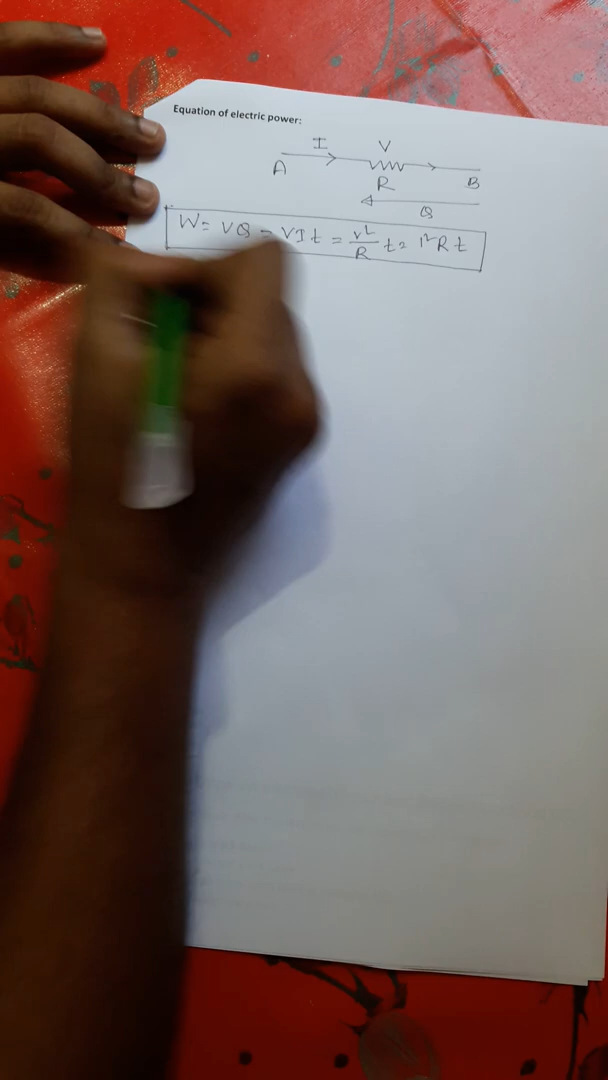 Equation of electric power:
I V
A R B
Q
W = VQ = VIt = V²/R t = I²Rt